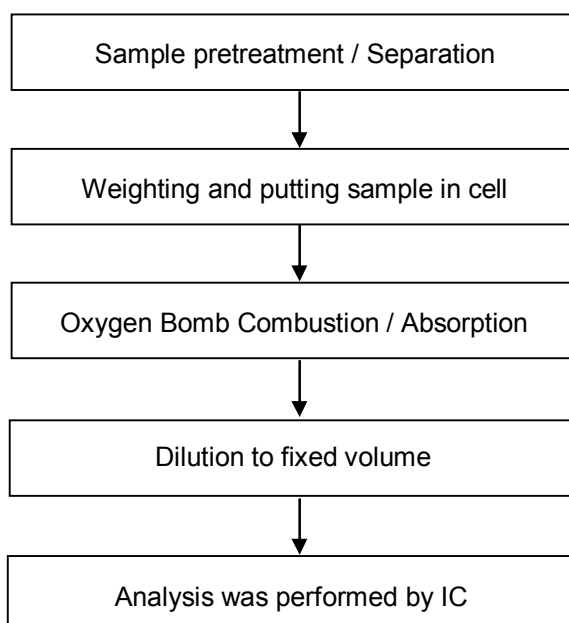 Sample pretreatment / Separation
Weighting and putting sample in cell
Oxygen Bomb Combustion / Absorption
Dilution to fixed volume
Analysis was performed by IC